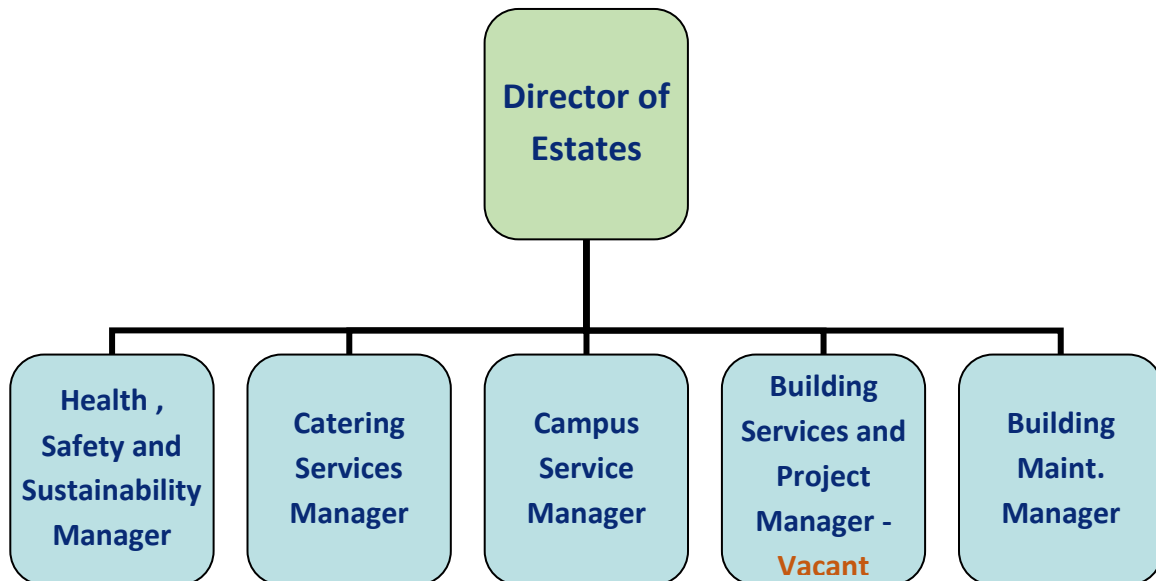 Director of
Estates
Health ,
Safety and
Sustainability
Manager
Catering
Services
Manager
Campus
Service
Manager
Building
Services and
Project
Manager -
Vacant
Building
Maint.
Manager